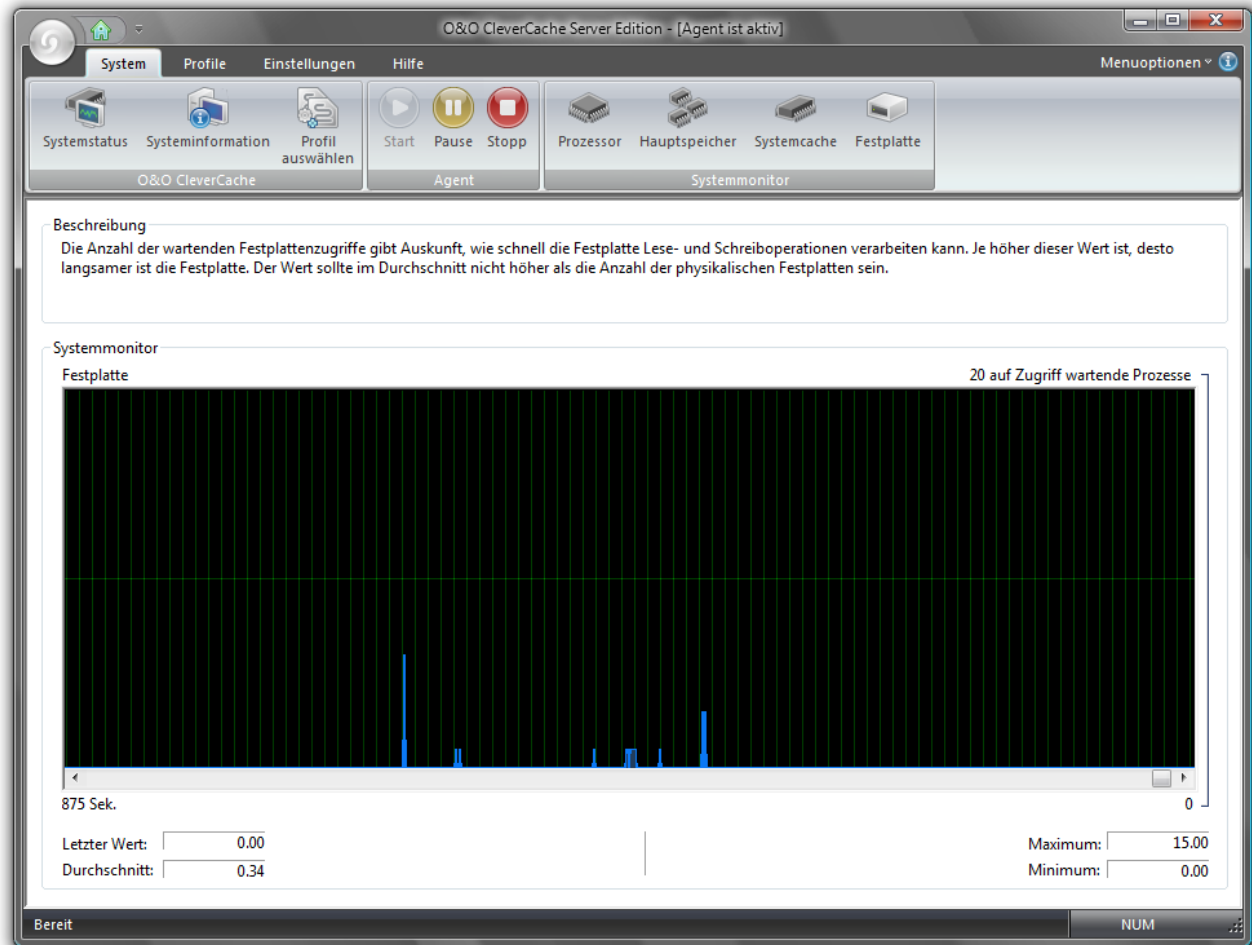 O&O CleverCache Server Edition - [Agent ist aktiv]
System Profile Einstellungen Hilfe Menuoptionen
Systemstatus Systeminformation Profil auswählen Start Pause Stopp Prozessor Hauptspeicher Systemcache Festplatte
O&O CleverCache Agent Systemmonitor
Beschreibung
Die Anzahl der wartenden Festplattenzugriffe gibt Auskunft, wie schnell die Festplatte Lese- und Schreiboperationen verarbeiten kann. Je höher dieser Wert ist, desto
langsamer ist die Festplatte. Der Wert sollte im Durchschnitt nicht höher als die Anzahl der physikalischen Festplatten sein.
Systemmonitor
Festplatte 20 auf Zugriff wartende Prozesse
875 Sek. 0
Letzter Wert: 0.00 Maximum: 15.00
Durchschnitt: 0.34 Minimum: 0.00
Bereit NUM